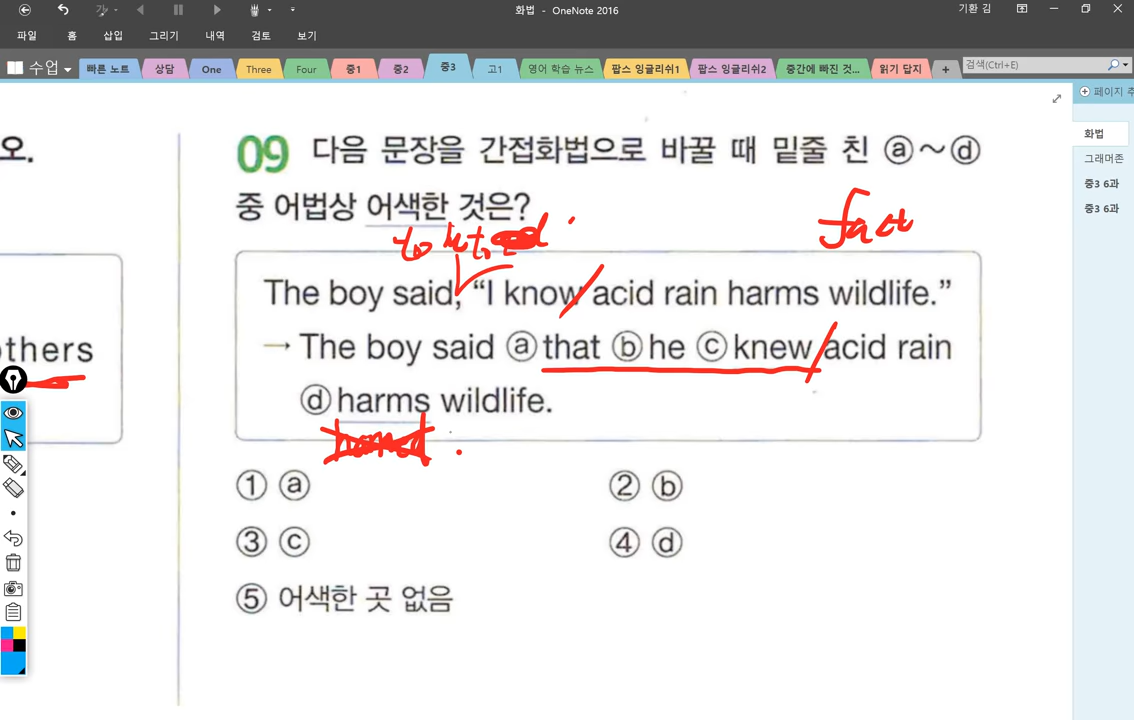 화법 - OneNote 2016
기환 김
파일 홈 삽입 그리기 내역 검토 보기
수업 빠른 노트 상담 One Three Four 중1 중2 중3 고1 영어 학습 뉴스 팝스 잉글리쉬1 팝스 잉글리쉬2 중간에 빠진 것... 읽기 답지 + 검색(Ctrl+E)
페이지 추
화법
그래머존
중3 6과
중3 6과
오.
others
09 다음 문장을 간접화법으로 바꿀 때 밑줄 친 ⓐ~ⓓ
중 어법상 어색한 것은?
fact
The boy said, “I know acid rain harms wildlife.”
→ The boy said ⓐ that ⓑ he ⓒ knew acid rain
ⓓ harms wildlife.
① ⓐ ② ⓑ
③ ⓒ ④ ⓓ
⑤ 어색한 곳 없음